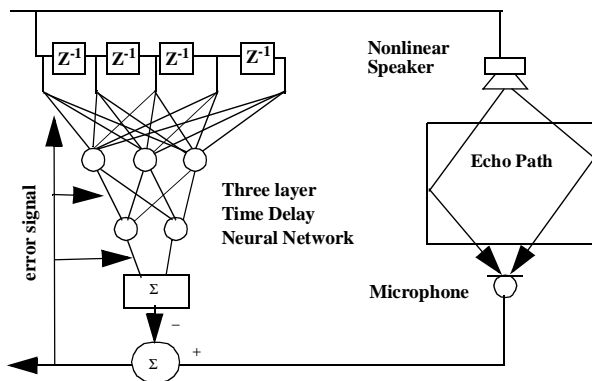 Z-1 Z-1 Z-1 Z-1
Nonlinear
Speaker
Echo Path
Three layer
Time Delay
Neural Network
error signal
Microphone
Σ
−
+
Σ